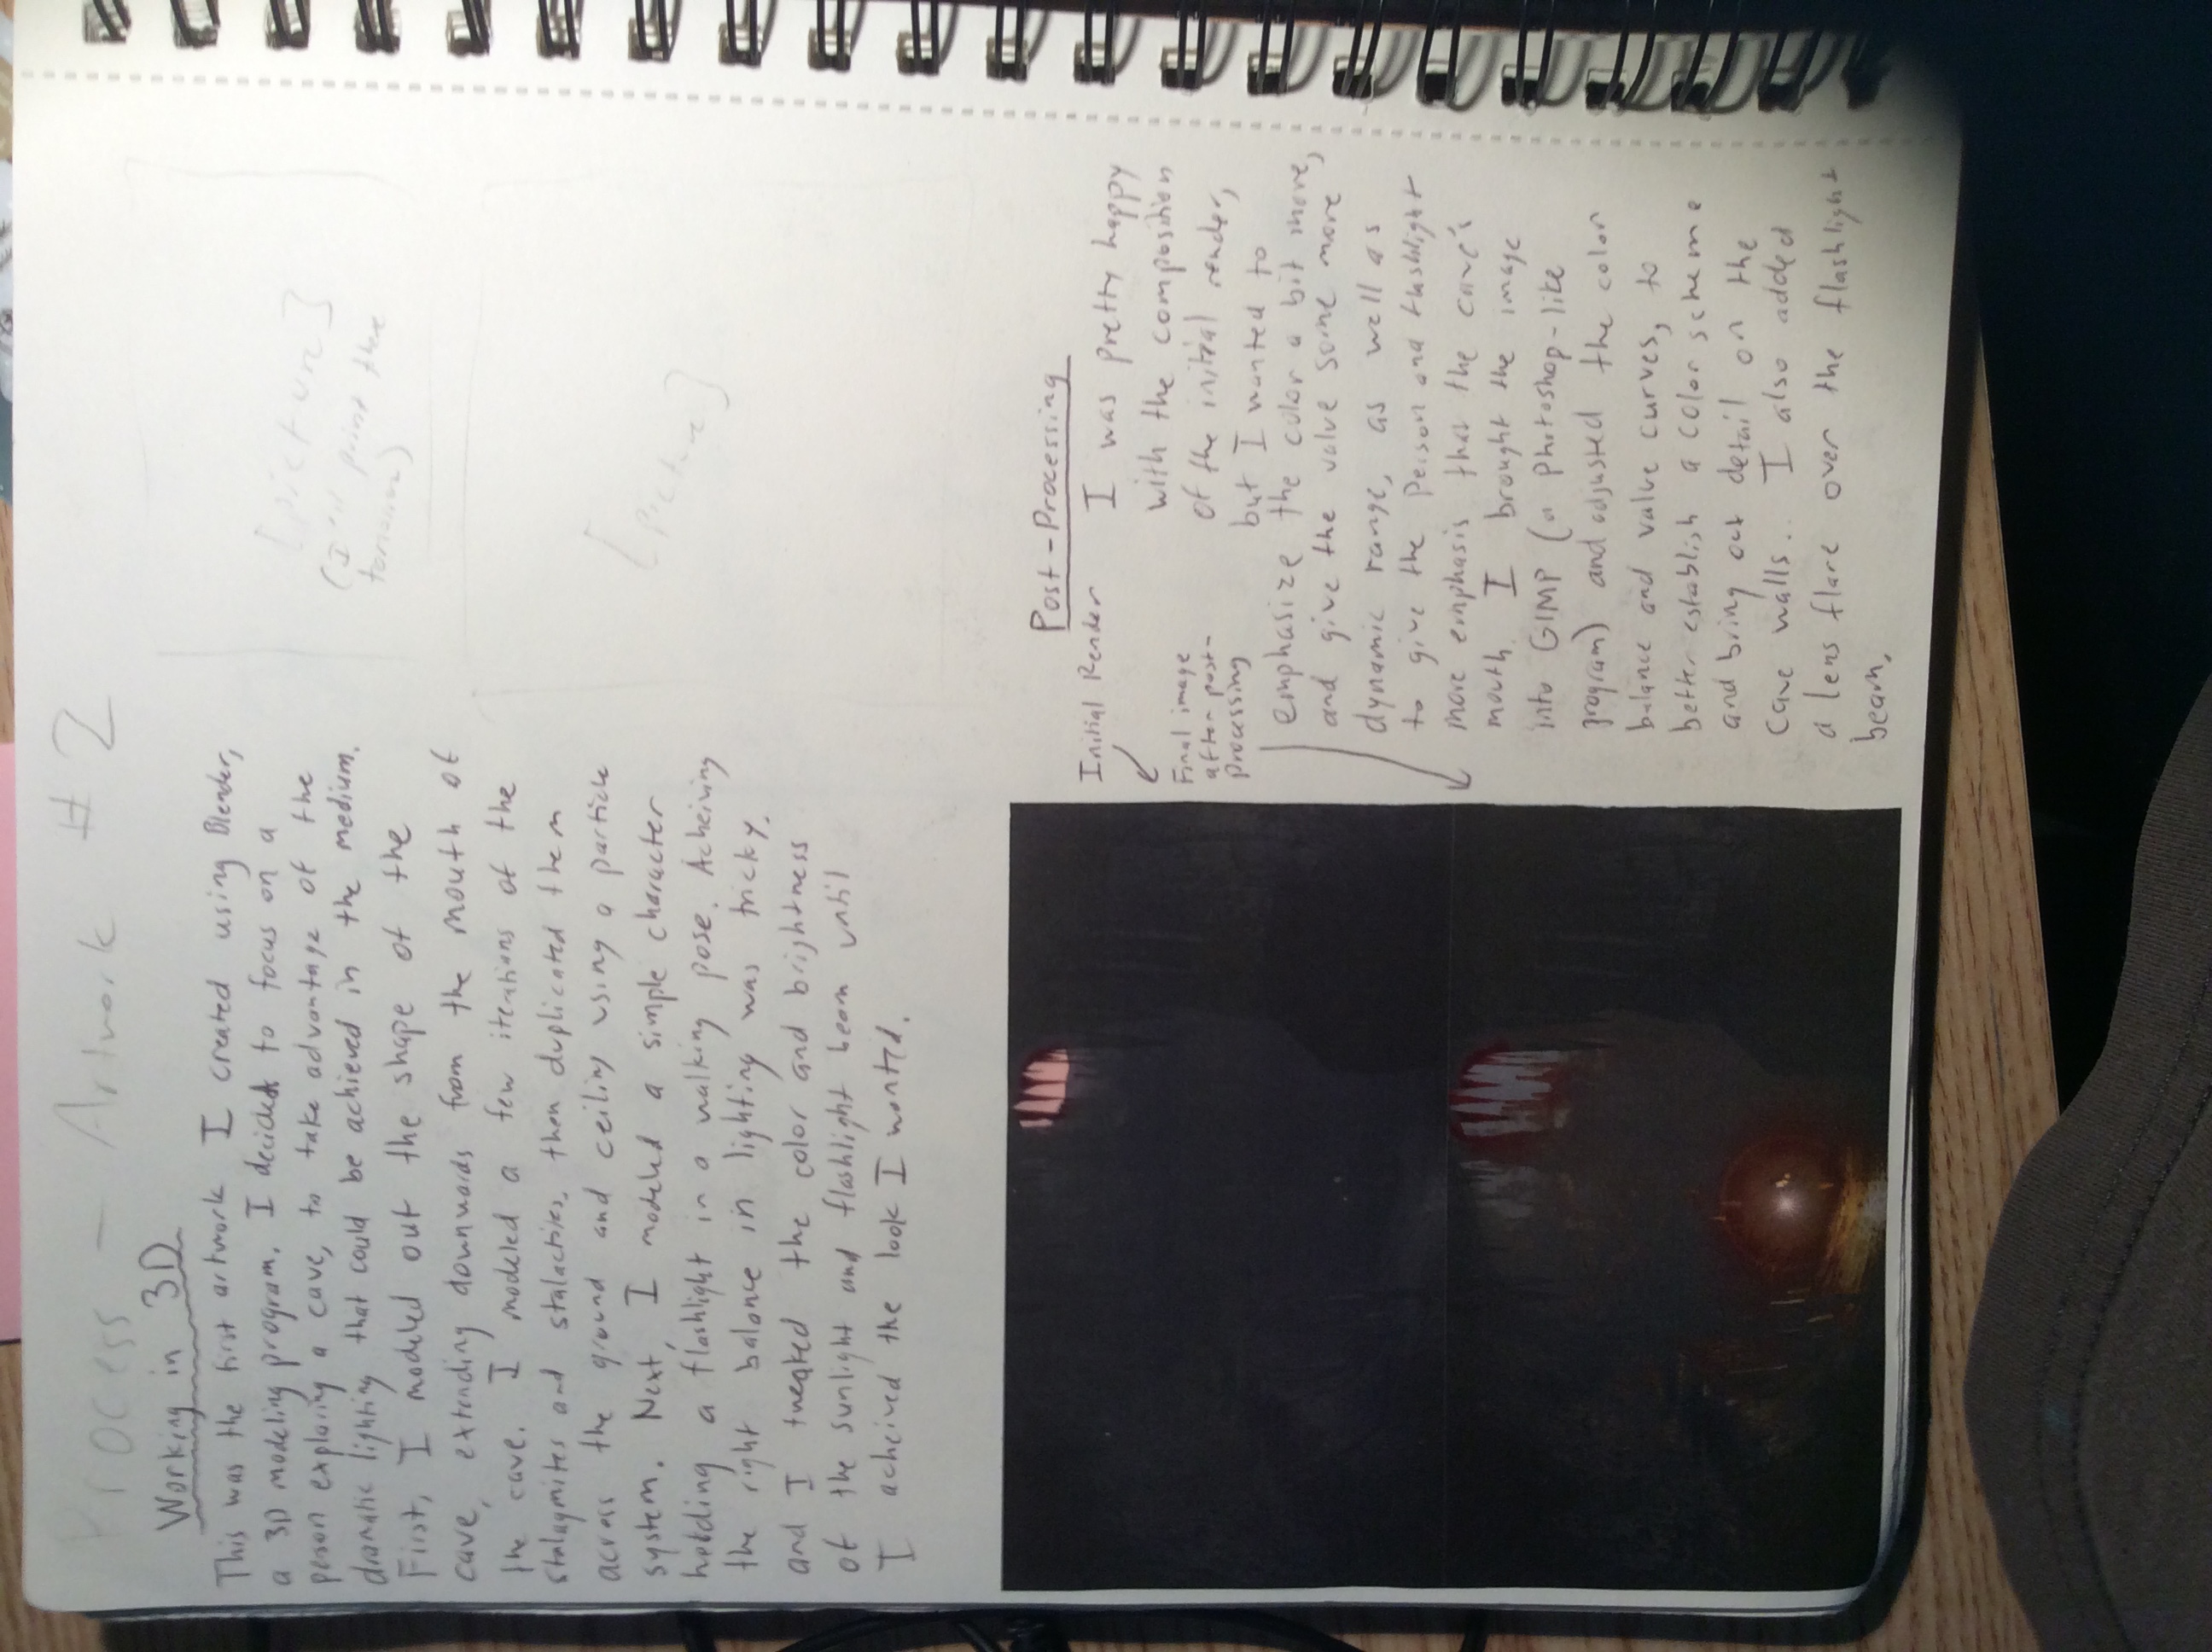 Process - Artwork #2
Working in 3D
This was the first artwork I created using Blender,
a 3D modeling program. I decided to focus on a
person exploring a cave, to take advantage of the
dramatic lighting that could be achieved in the medium.
First, I modeled out the shape of the
cave, extending downwards from the mouth of
the cave. I modeled a few iterations of the
stalagmites and stalactites, then duplicated them
across the ground and ceiling using a particle
system. Next, I modeled a simple character
holding a flashlight in a walking pose. Acheiving
the right balance in lighting was tricky,
and I tweaked the color and brightness
of the sunlight and flashlight beam until
I acheived the look I wanted.
[picture]
(I'll print these
tomorrow)
[picture]
Post-Processing
Initial Render
Final image
after post-
processing
I was pretty happy
with the composition
of the initial render,
but I wanted to
emphasize the color a bit more,
and give the value some more
dynamic range, as well as
to give the person and flashlight
more emphasis that the cave's
mouth. I brought the image
into GIMP (a Photoshop-like
program) and adjusted the color
balance and value curves, to
better establish a color scheme
and bring out detail on the
cave walls. I also added
a lens flare over the flashlight
beam.